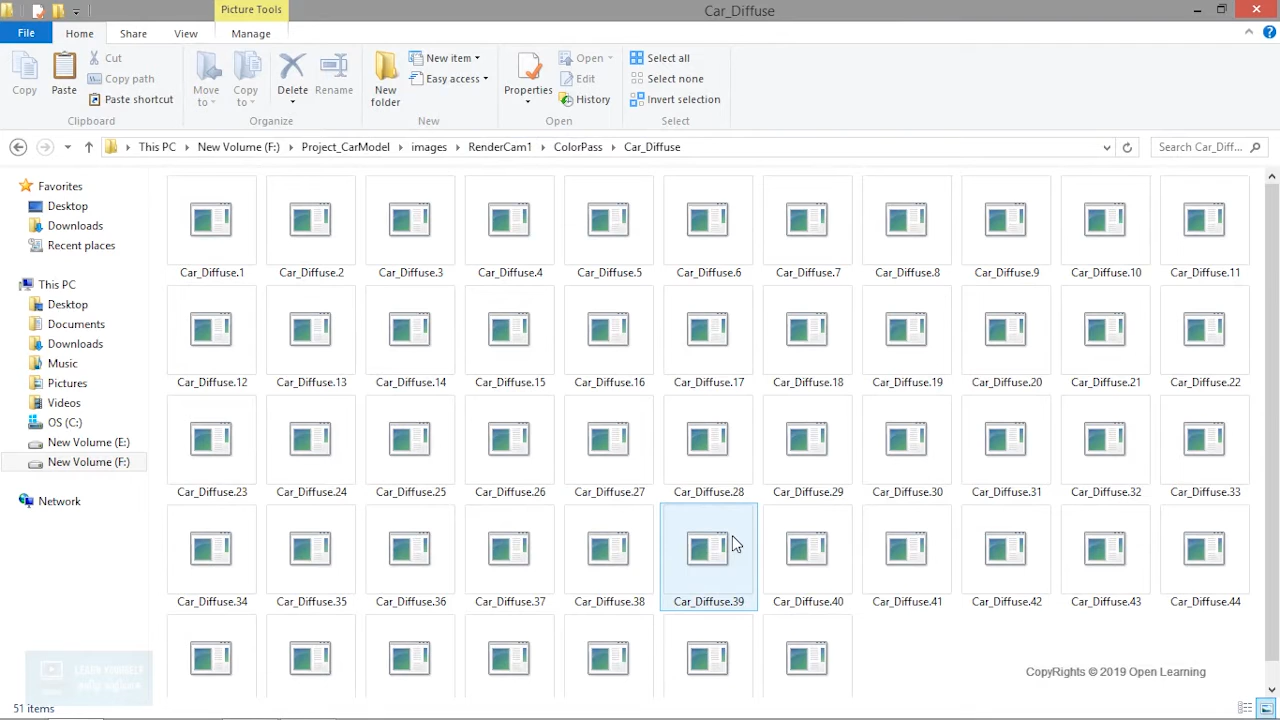 Picture Tools
Car_Diffuse
File
Home
Share
View
Manage
Copy
Paste
Cut
Copy path
Paste shortcut
Clipboard
Move to
Copy to
Delete
Rename
Organize
New folder
New item
Easy access
New
Properties
Open
Edit
History
Open
Select all
Select none
Invert selection
Select
This PC
New Volume (F:)
Project_CarModel
images
RenderCam1
ColorPass
Car_Diffuse
Search Car_Diff...
Favorites
Desktop
Downloads
Recent places
This PC
Desktop
Documents
Downloads
Music
Pictures
Videos
OS (C:)
New Volume (E:)
New Volume (F:)
Network
Car_Diffuse.1
Car_Diffuse.2
Car_Diffuse.3
Car_Diffuse.4
Car_Diffuse.5
Car_Diffuse.6
Car_Diffuse.7
Car_Diffuse.8
Car_Diffuse.9
Car_Diffuse.10
Car_Diffuse.11
Car_Diffuse.12
Car_Diffuse.13
Car_Diffuse.14
Car_Diffuse.15
Car_Diffuse.16
Car_Diffuse.17
Car_Diffuse.18
Car_Diffuse.19
Car_Diffuse.20
Car_Diffuse.21
Car_Diffuse.22
Car_Diffuse.23
Car_Diffuse.24
Car_Diffuse.25
Car_Diffuse.26
Car_Diffuse.27
Car_Diffuse.28
Car_Diffuse.29
Car_Diffuse.30
Car_Diffuse.31
Car_Diffuse.32
Car_Diffuse.33
Car_Diffuse.34
Car_Diffuse.35
Car_Diffuse.36
Car_Diffuse.37
Car_Diffuse.38
Car_Diffuse.39
Car_Diffuse.40
Car_Diffuse.41
Car_Diffuse.42
Car_Diffuse.43
Car_Diffuse.44
LEARN YOURSELF
CopyRights © 2019 Open Learning
51 items